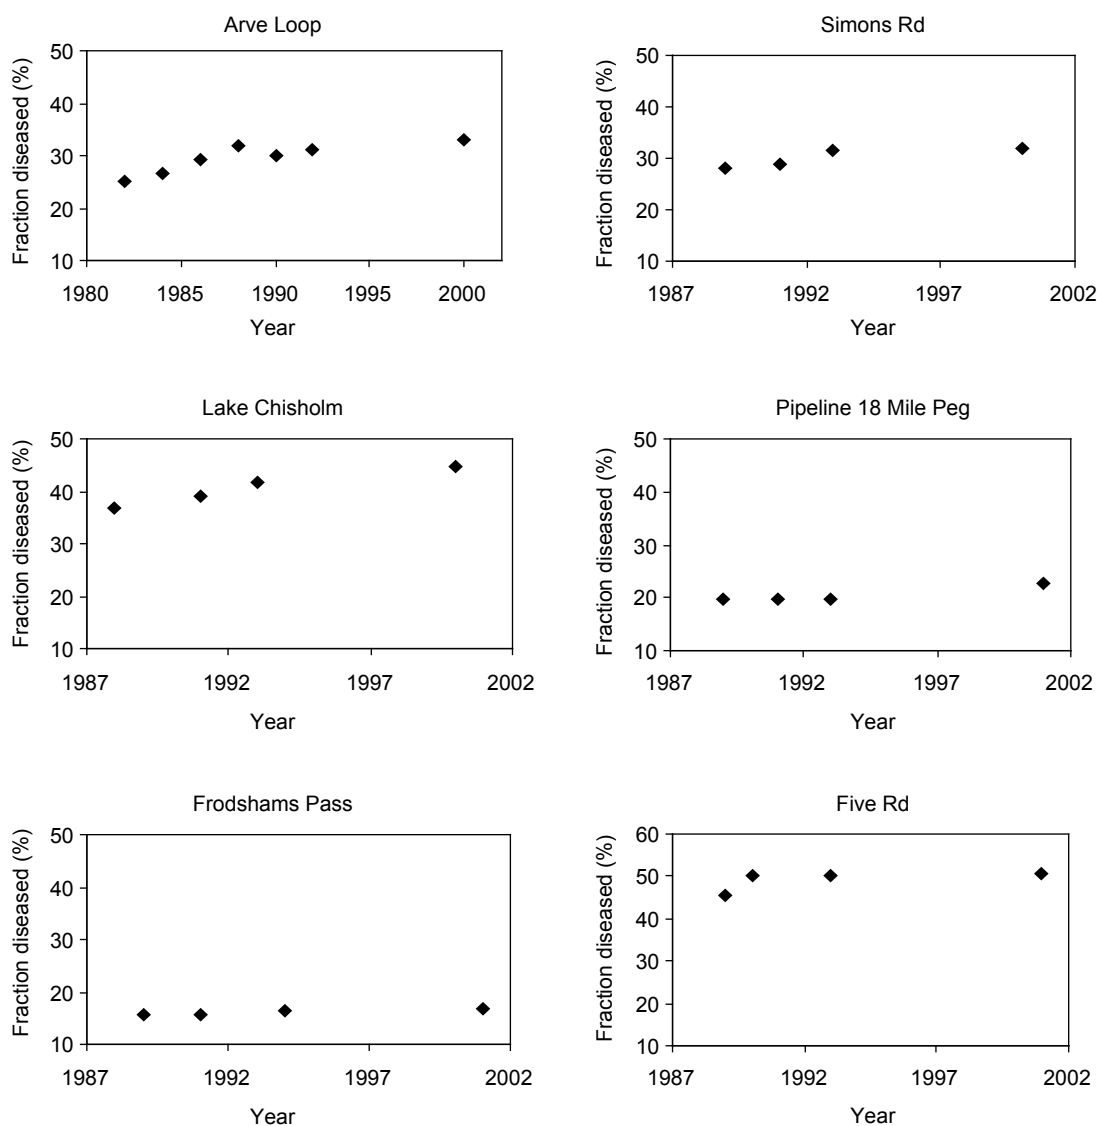 Arve Loop
Fraction diseased (%)
50
40
30
20
10
1980 1985 1990 1995 2000
Year
Simons Rd
Fraction diseased (%)
50
40
30
20
10
1987 1992 1997 2002
Year
Lake Chisholm
Fraction diseased (%)
50
40
30
20
10
1987 1992 1997 2002
Year
Pipeline 18 Mile Peg
Fraction diseased (%)
50
40
30
20
10
1987 1992 1997 2002
Year
Frodshams Pass
Fraction diseased (%)
50
40
30
20
10
1987 1992 1997 2002
Year
Five Rd
Fraction diseased (%)
60
50
40
30
20
10
1987 1992 1997 2002
Year